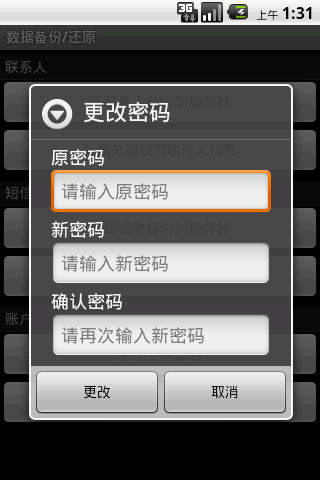 3G
上午 1:31
数据备份/还原
联系人
更改密码
原密码
请输入原密码
短信
新密码
请输入新密码
确认密码
账户
请再次输入新密码
更改
取消